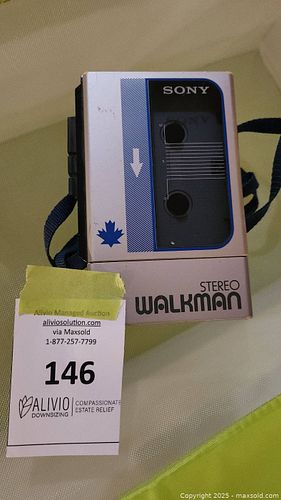 SONY
STEREO
WALKMAN
Alivio Managed Auction
aliviosolution.com
via Maxsold
1-877-257-7799
146
ALIVIO
DOWNSIZING
COMPASSIONATE
ESTATE RELIEF
Copyright © 2025 - maxsold.com